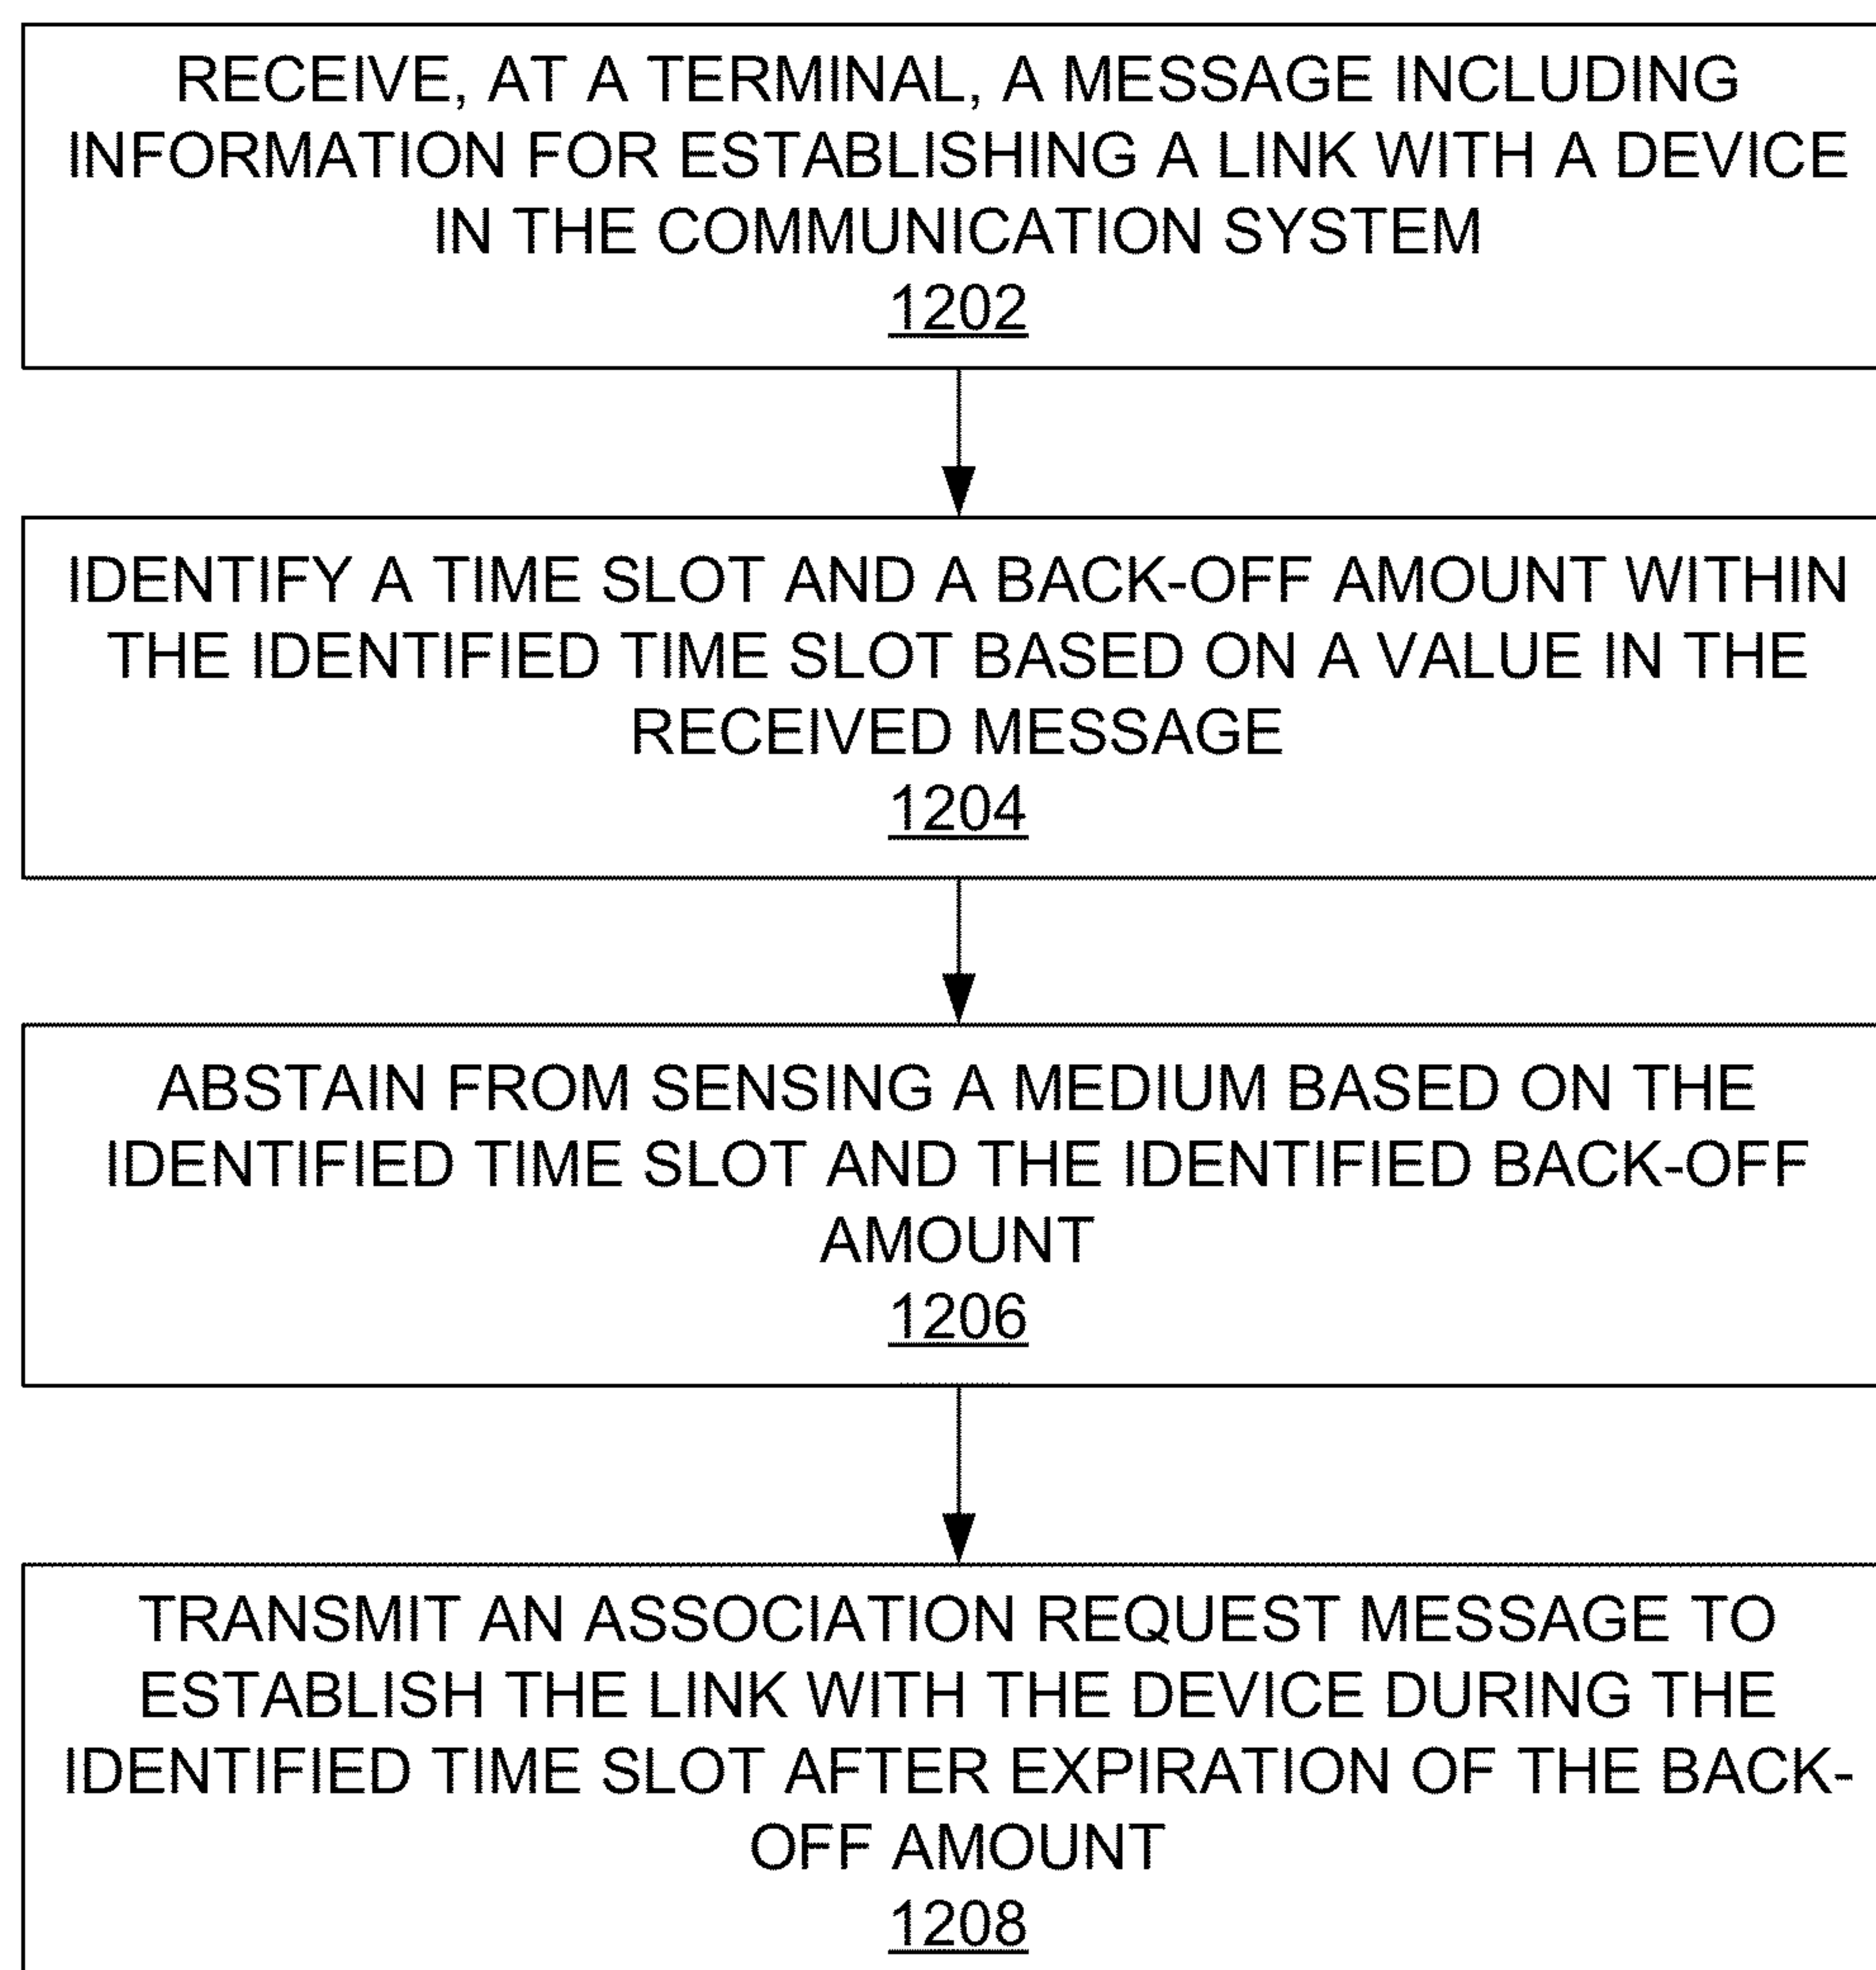 RECEIVE, AT A TERMINAL, A MESSAGE INCLUDING
INFORMATION FOR ESTABLISHING A LINK WITH A DEVICE
IN THE COMMUNICATION SYSTEM
1202
IDENTIFY A TIME SLOT AND A BACK-OFF AMOUNT WITHIN
THE IDENTIFIED TIME SLOT BASED ON A VALUE IN THE
RECEIVED MESSAGE
1204
ABSTAIN FROM SENSING A MEDIUM BASED ON THE
IDENTIFIED TIME SLOT AND THE IDENTIFIED BACK-OFF
AMOUNT
1206
TRANSMIT AN ASSOCIATION REQUEST MESSAGE TO
ESTABLISH THE LINK WITH THE DEVICE DURING THE
IDENTIFIED TIME SLOT AFTER EXPIRATION OF THE BACK-
OFF AMOUNT
1208